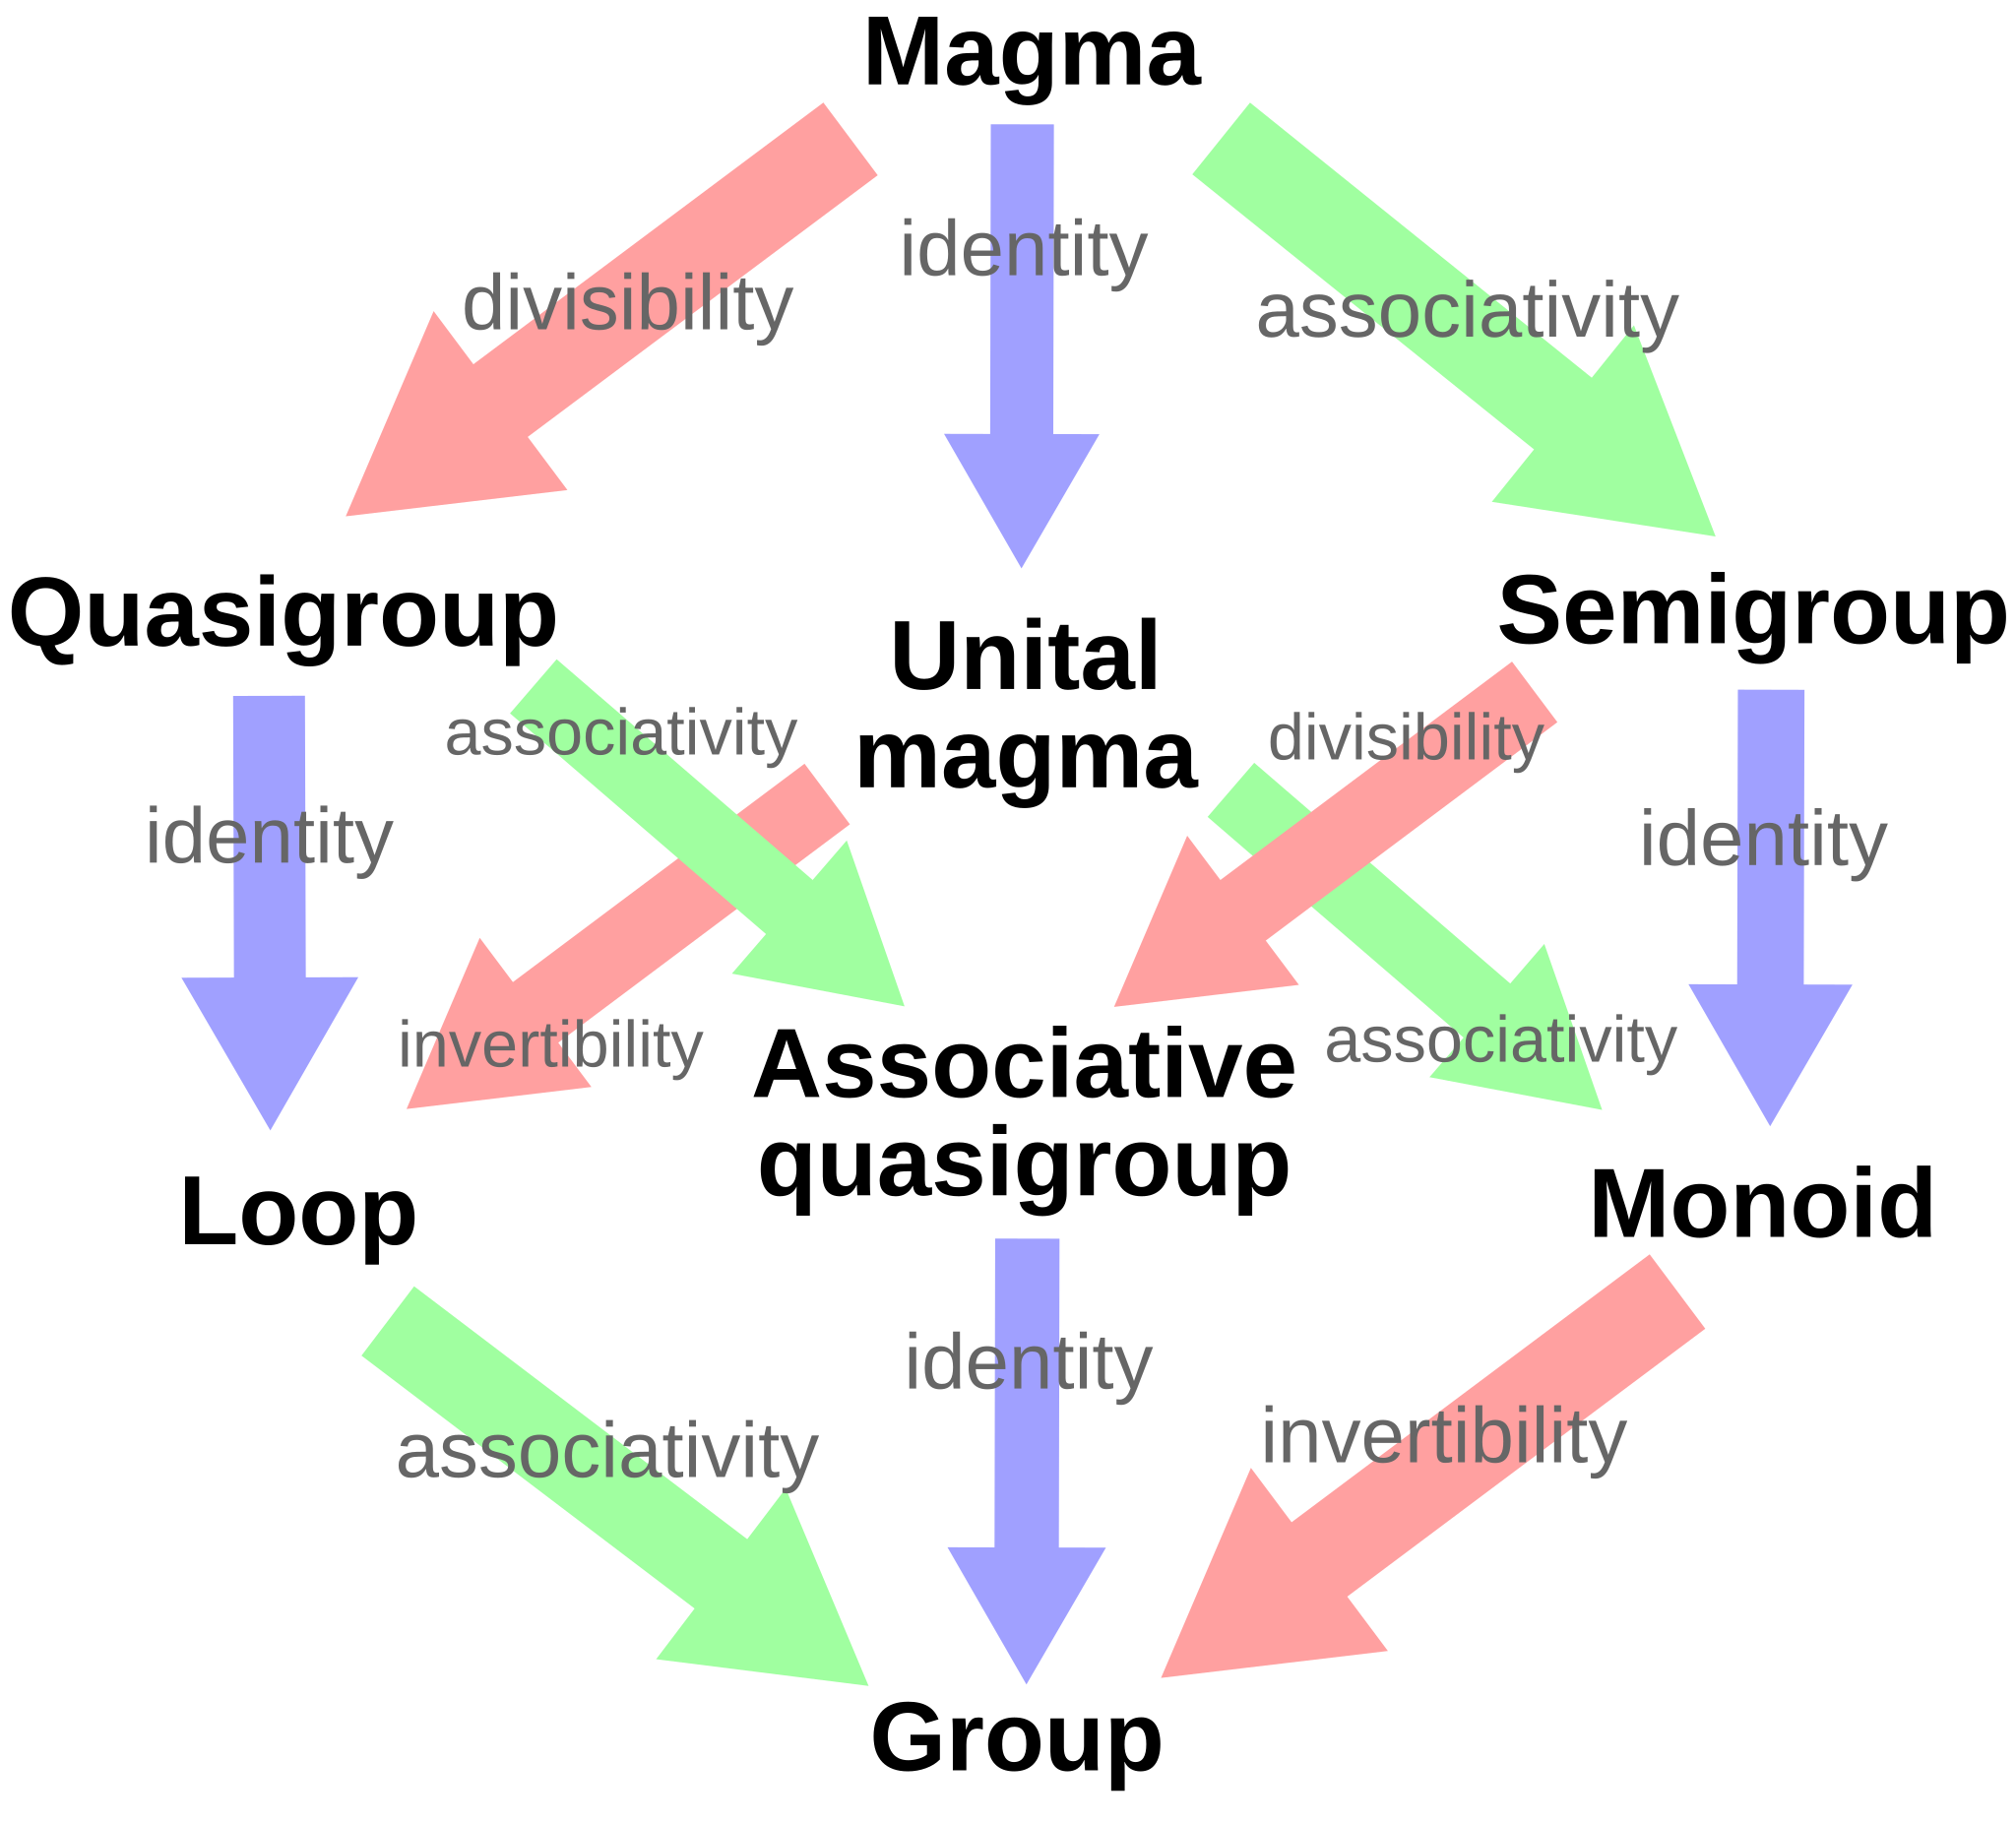 Magma
identity
divisibility
associativity
Quasigroup
Unital
magma
Semigroup
associativity
divisibility
identity
identity
invertibility
associativity
Associative
quasigroup
Loop
Monoid
identity
associativity
invertibility
Group